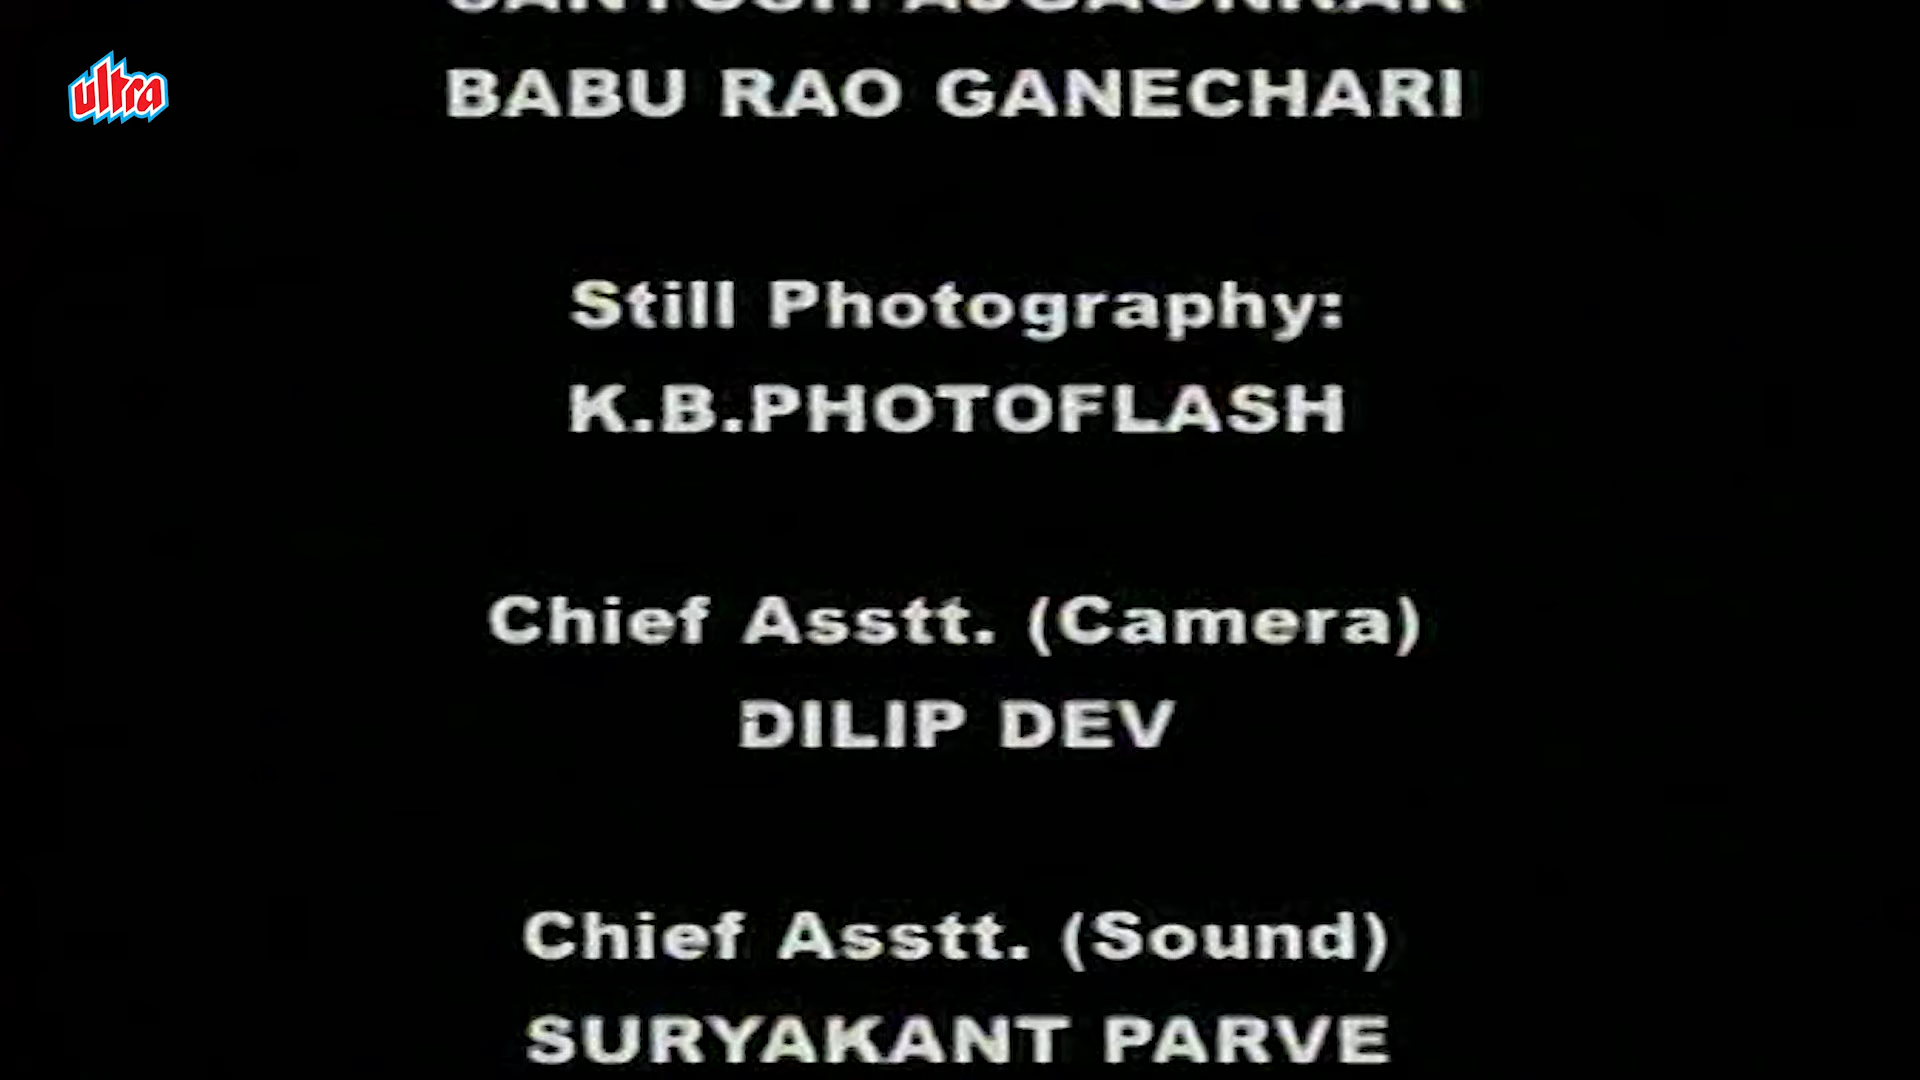 ultra
BABU RAO GANECHARI
Still Photography:
K.B.PHOTOFLASH
Chief Asstt. (Camera)
DILIP DEV
Chief Asstt. (Sound)
SURYAKANT PARVE